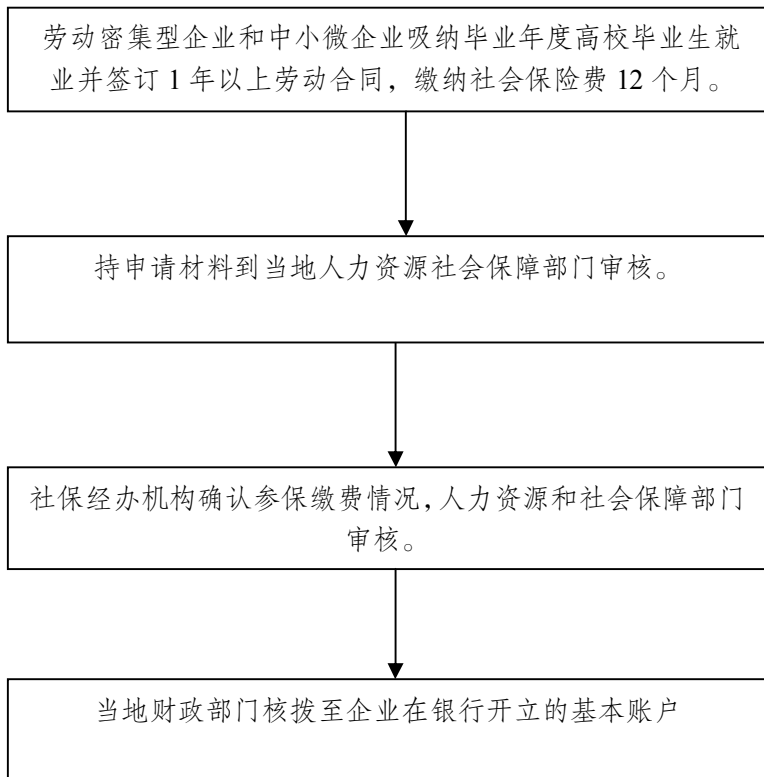 劳动密集型企业和中小微企业吸纳毕业年度高校毕业生就
业并签订 1 年以上劳动合同，缴纳社会保险费 12 个月。
持申请材料到当地人力资源社会保障部门审核。
社保经办机构确认参保缴费情况，人力资源和社会保障部门
审核。
当地财政部门核拨至企业在银行开立的基本账户